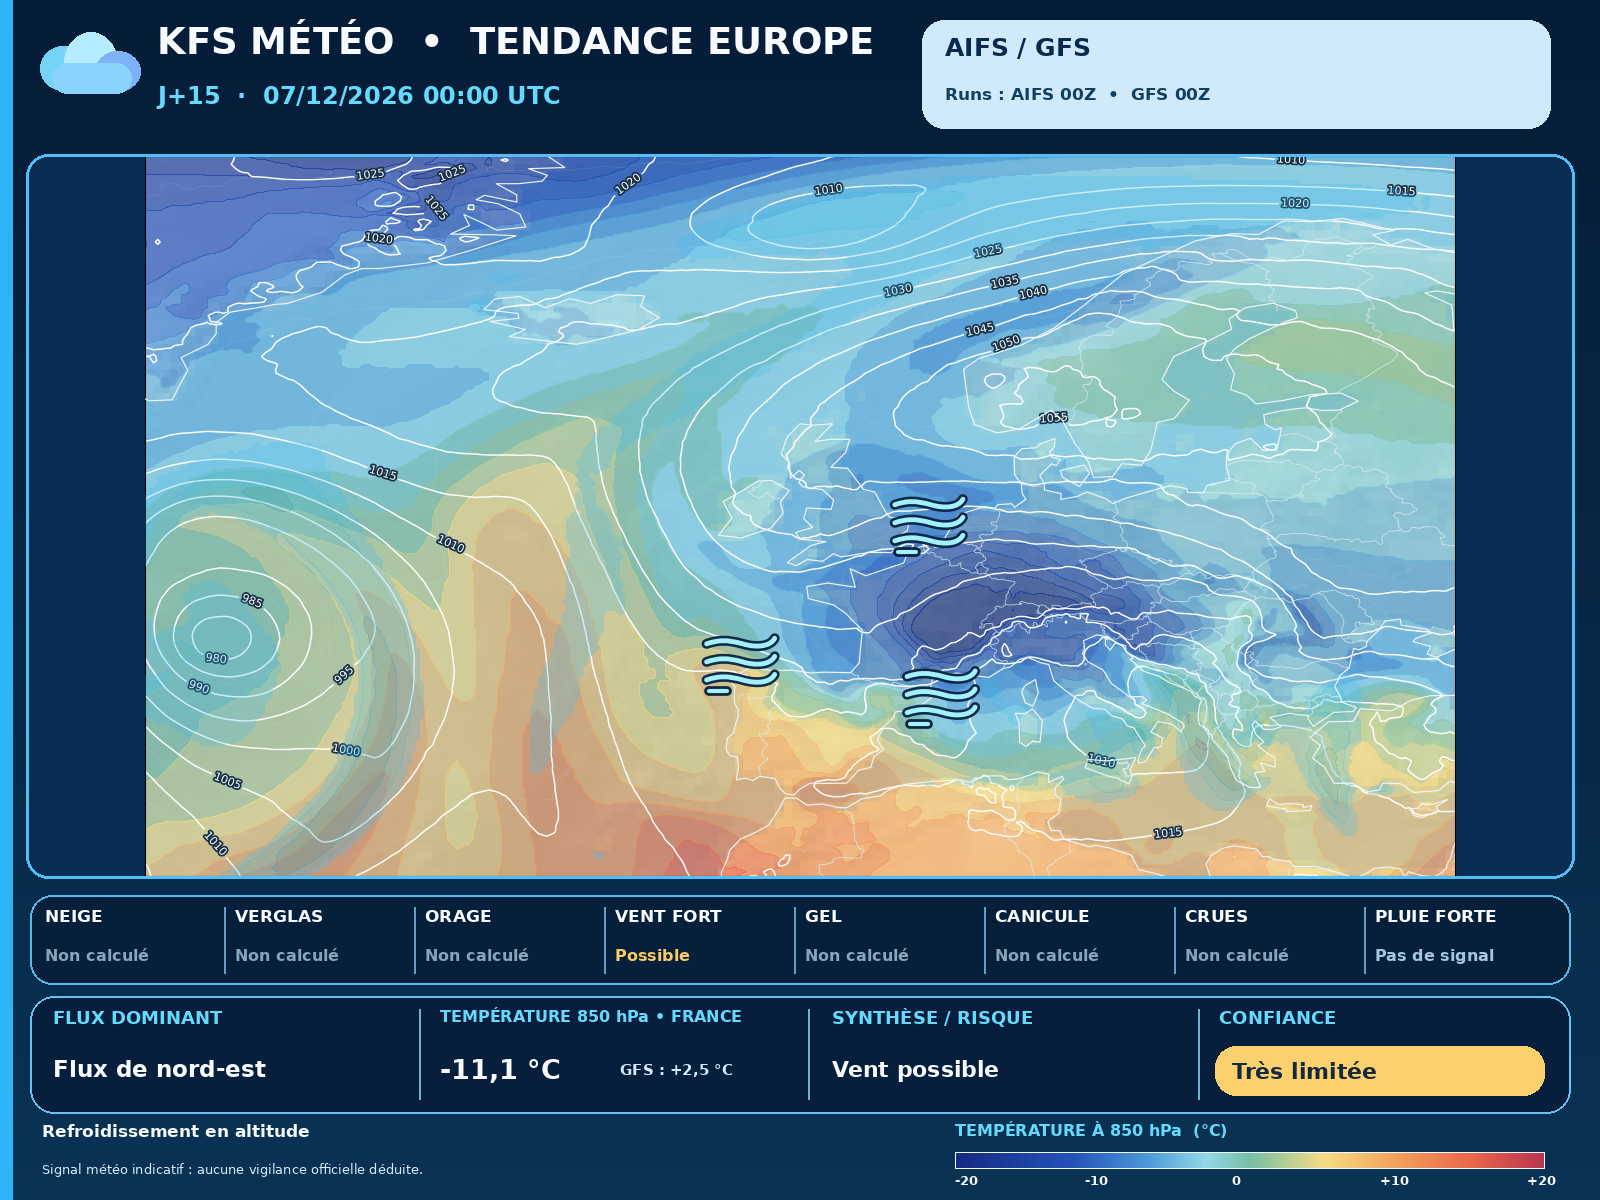 KFS MÉTÉO • TENDANCE EUROPE
J+15 · 07/12/2026 00:00 UTC
AIFS / GFS
Runs : AIFS 00Z • GFS 00Z
1010
1025
1025
1020
1010
1015
1025
1020
1020
1025
1030
1035
1040
1045
1050
1055
1015
1010
985
980
990
995
1000
1005
1010
1010
1015
NEIGE
Non calculé
VERGLAS
Non calculé
ORAGE
Non calculé
VENT FORT
Possible
GEL
Non calculé
CANICULE
Non calculé
CRUES
Non calculé
PLUIE FORTE
Pas de signal
FLUX DOMINANT
Flux de nord-est
TEMPÉRATURE 850 hPa • FRANCE
-11,1 °C
GFS : +2,5 °C
SYNTHÈSE / RISQUE
Vent possible
CONFIANCE
Très limitée
Refroidissement en altitude
Signal météo indicatif : aucune vigilance officielle déduite.
TEMPÉRATURE À 850 hPa (°C)
-20 -10 0 +10 +20